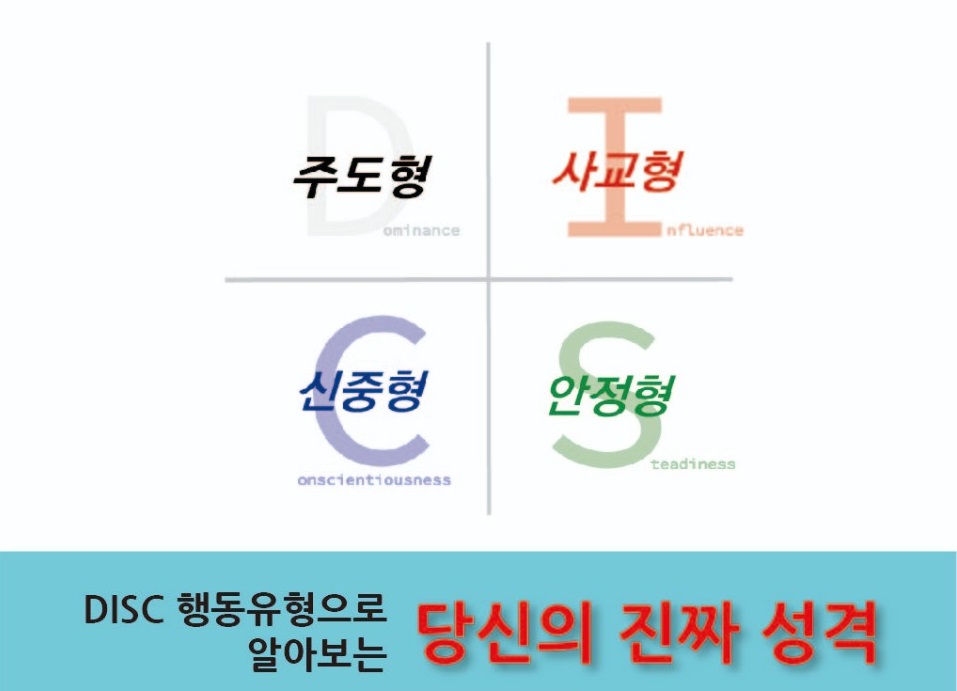 D
주도형
ominance
I
사교형
nfluence
C
신중형
onscientiousness
S
안정형
teadiness
DISC 행동유형으로
알아보는
당신의 진짜 성격